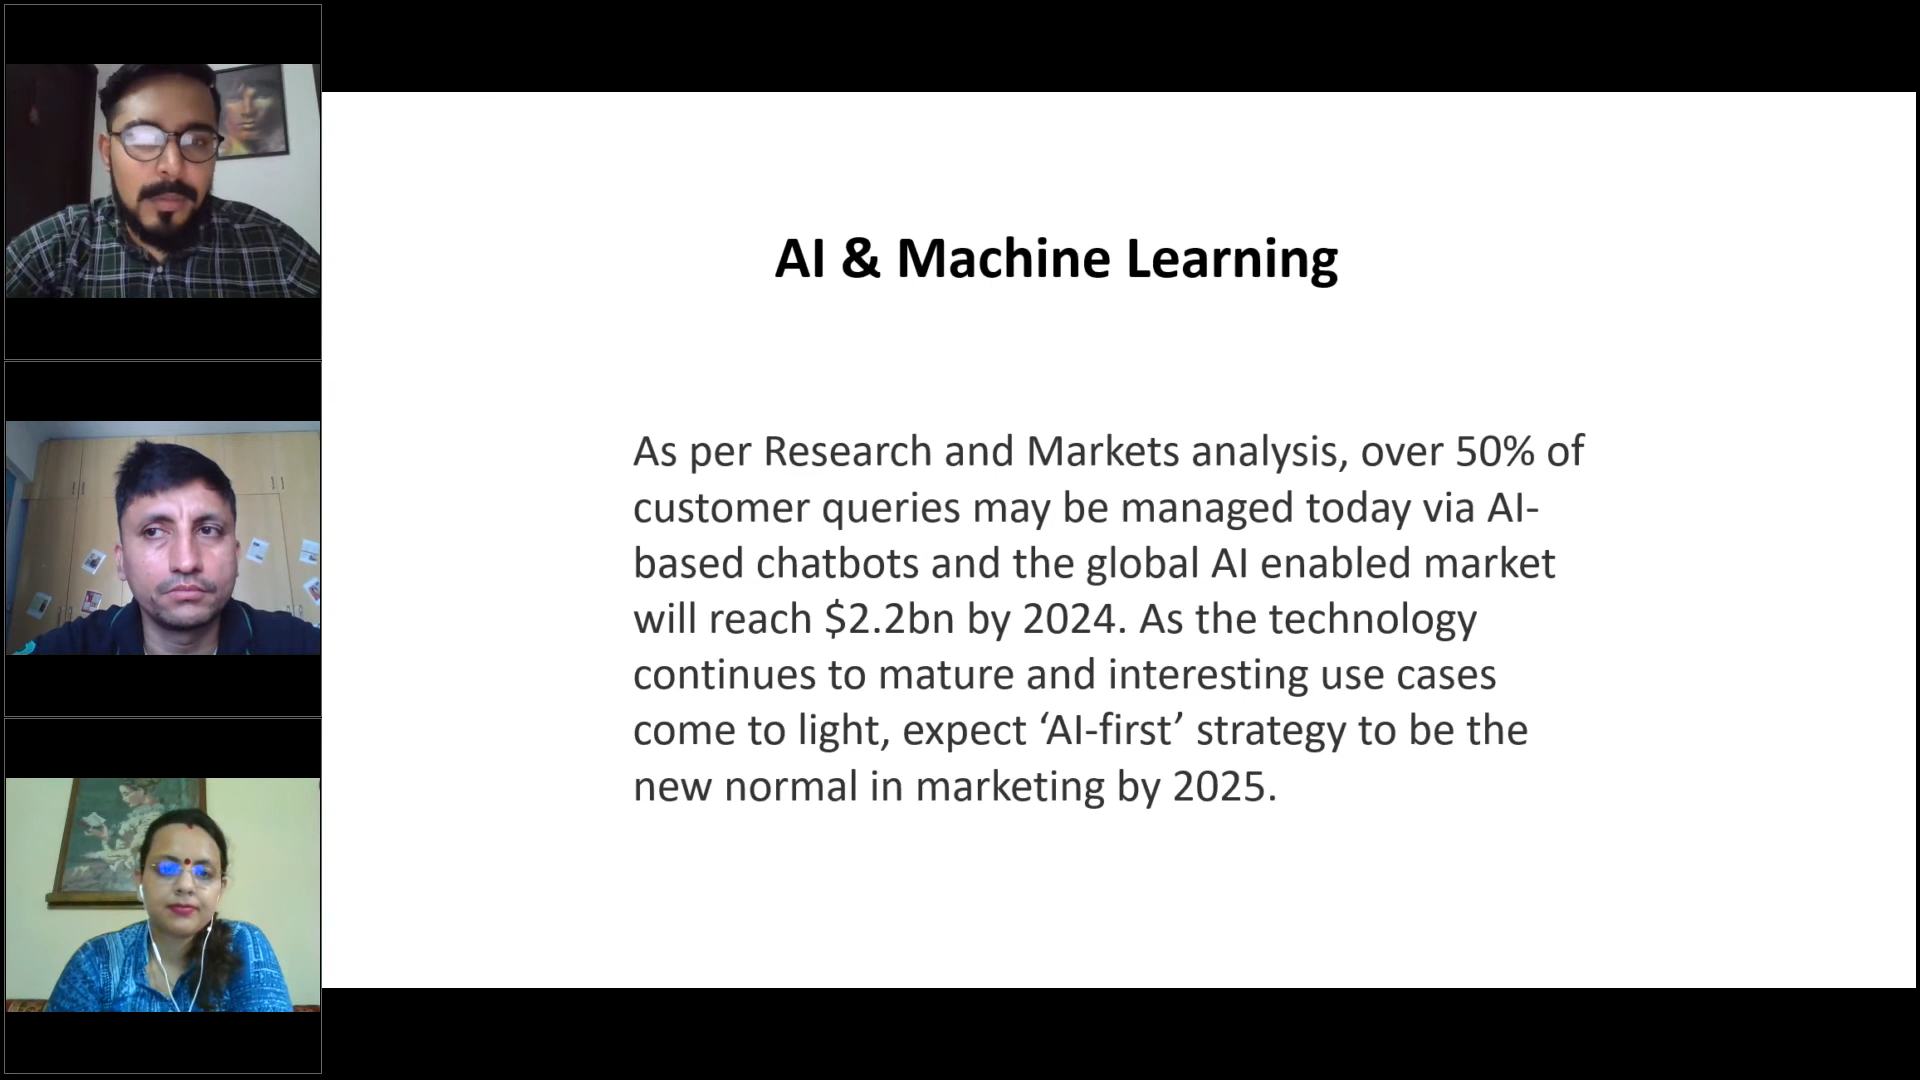 AI & Machine Learning
As per Research and Markets analysis, over 50% of
customer queries may be managed today via AI-
based chatbots and the global AI enabled market
will reach $2.2bn by 2024. As the technology
continues to mature and interesting use cases
come to light, expect ‘AI-first’ strategy to be the
new normal in marketing by 2025.